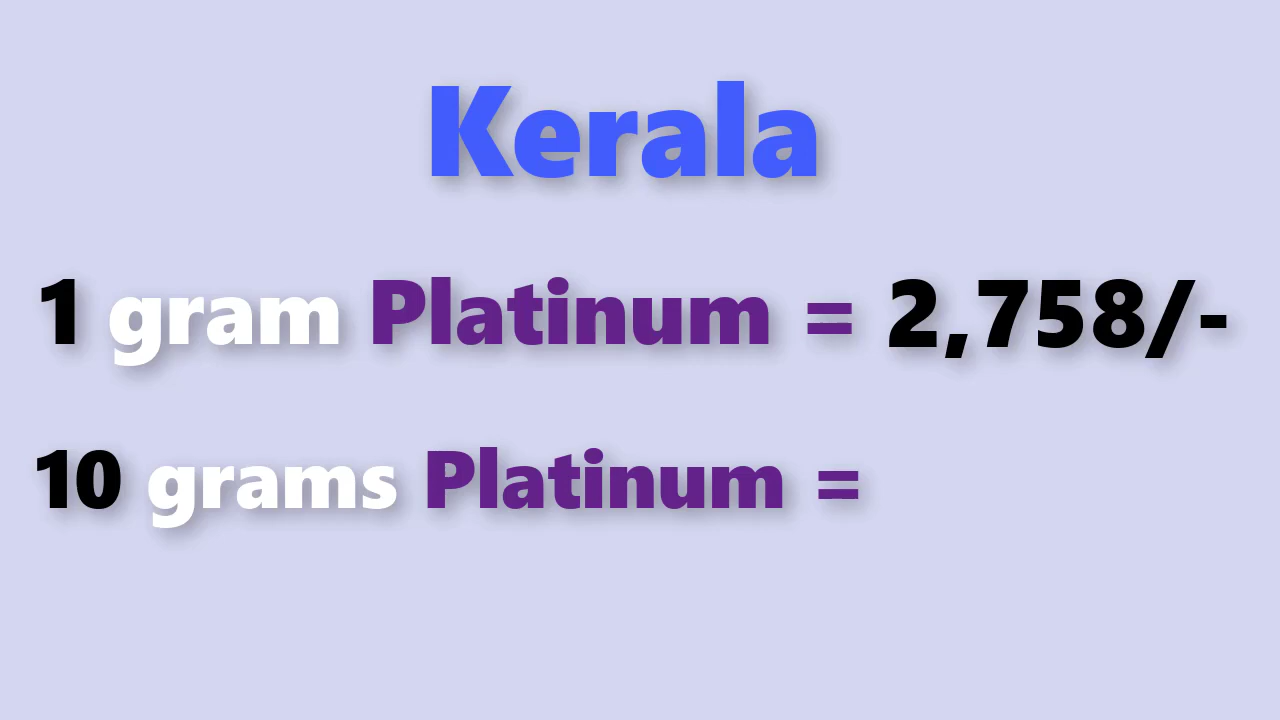 Kerala
1 gram Platinum = 2,758/-
10 grams Platinum =